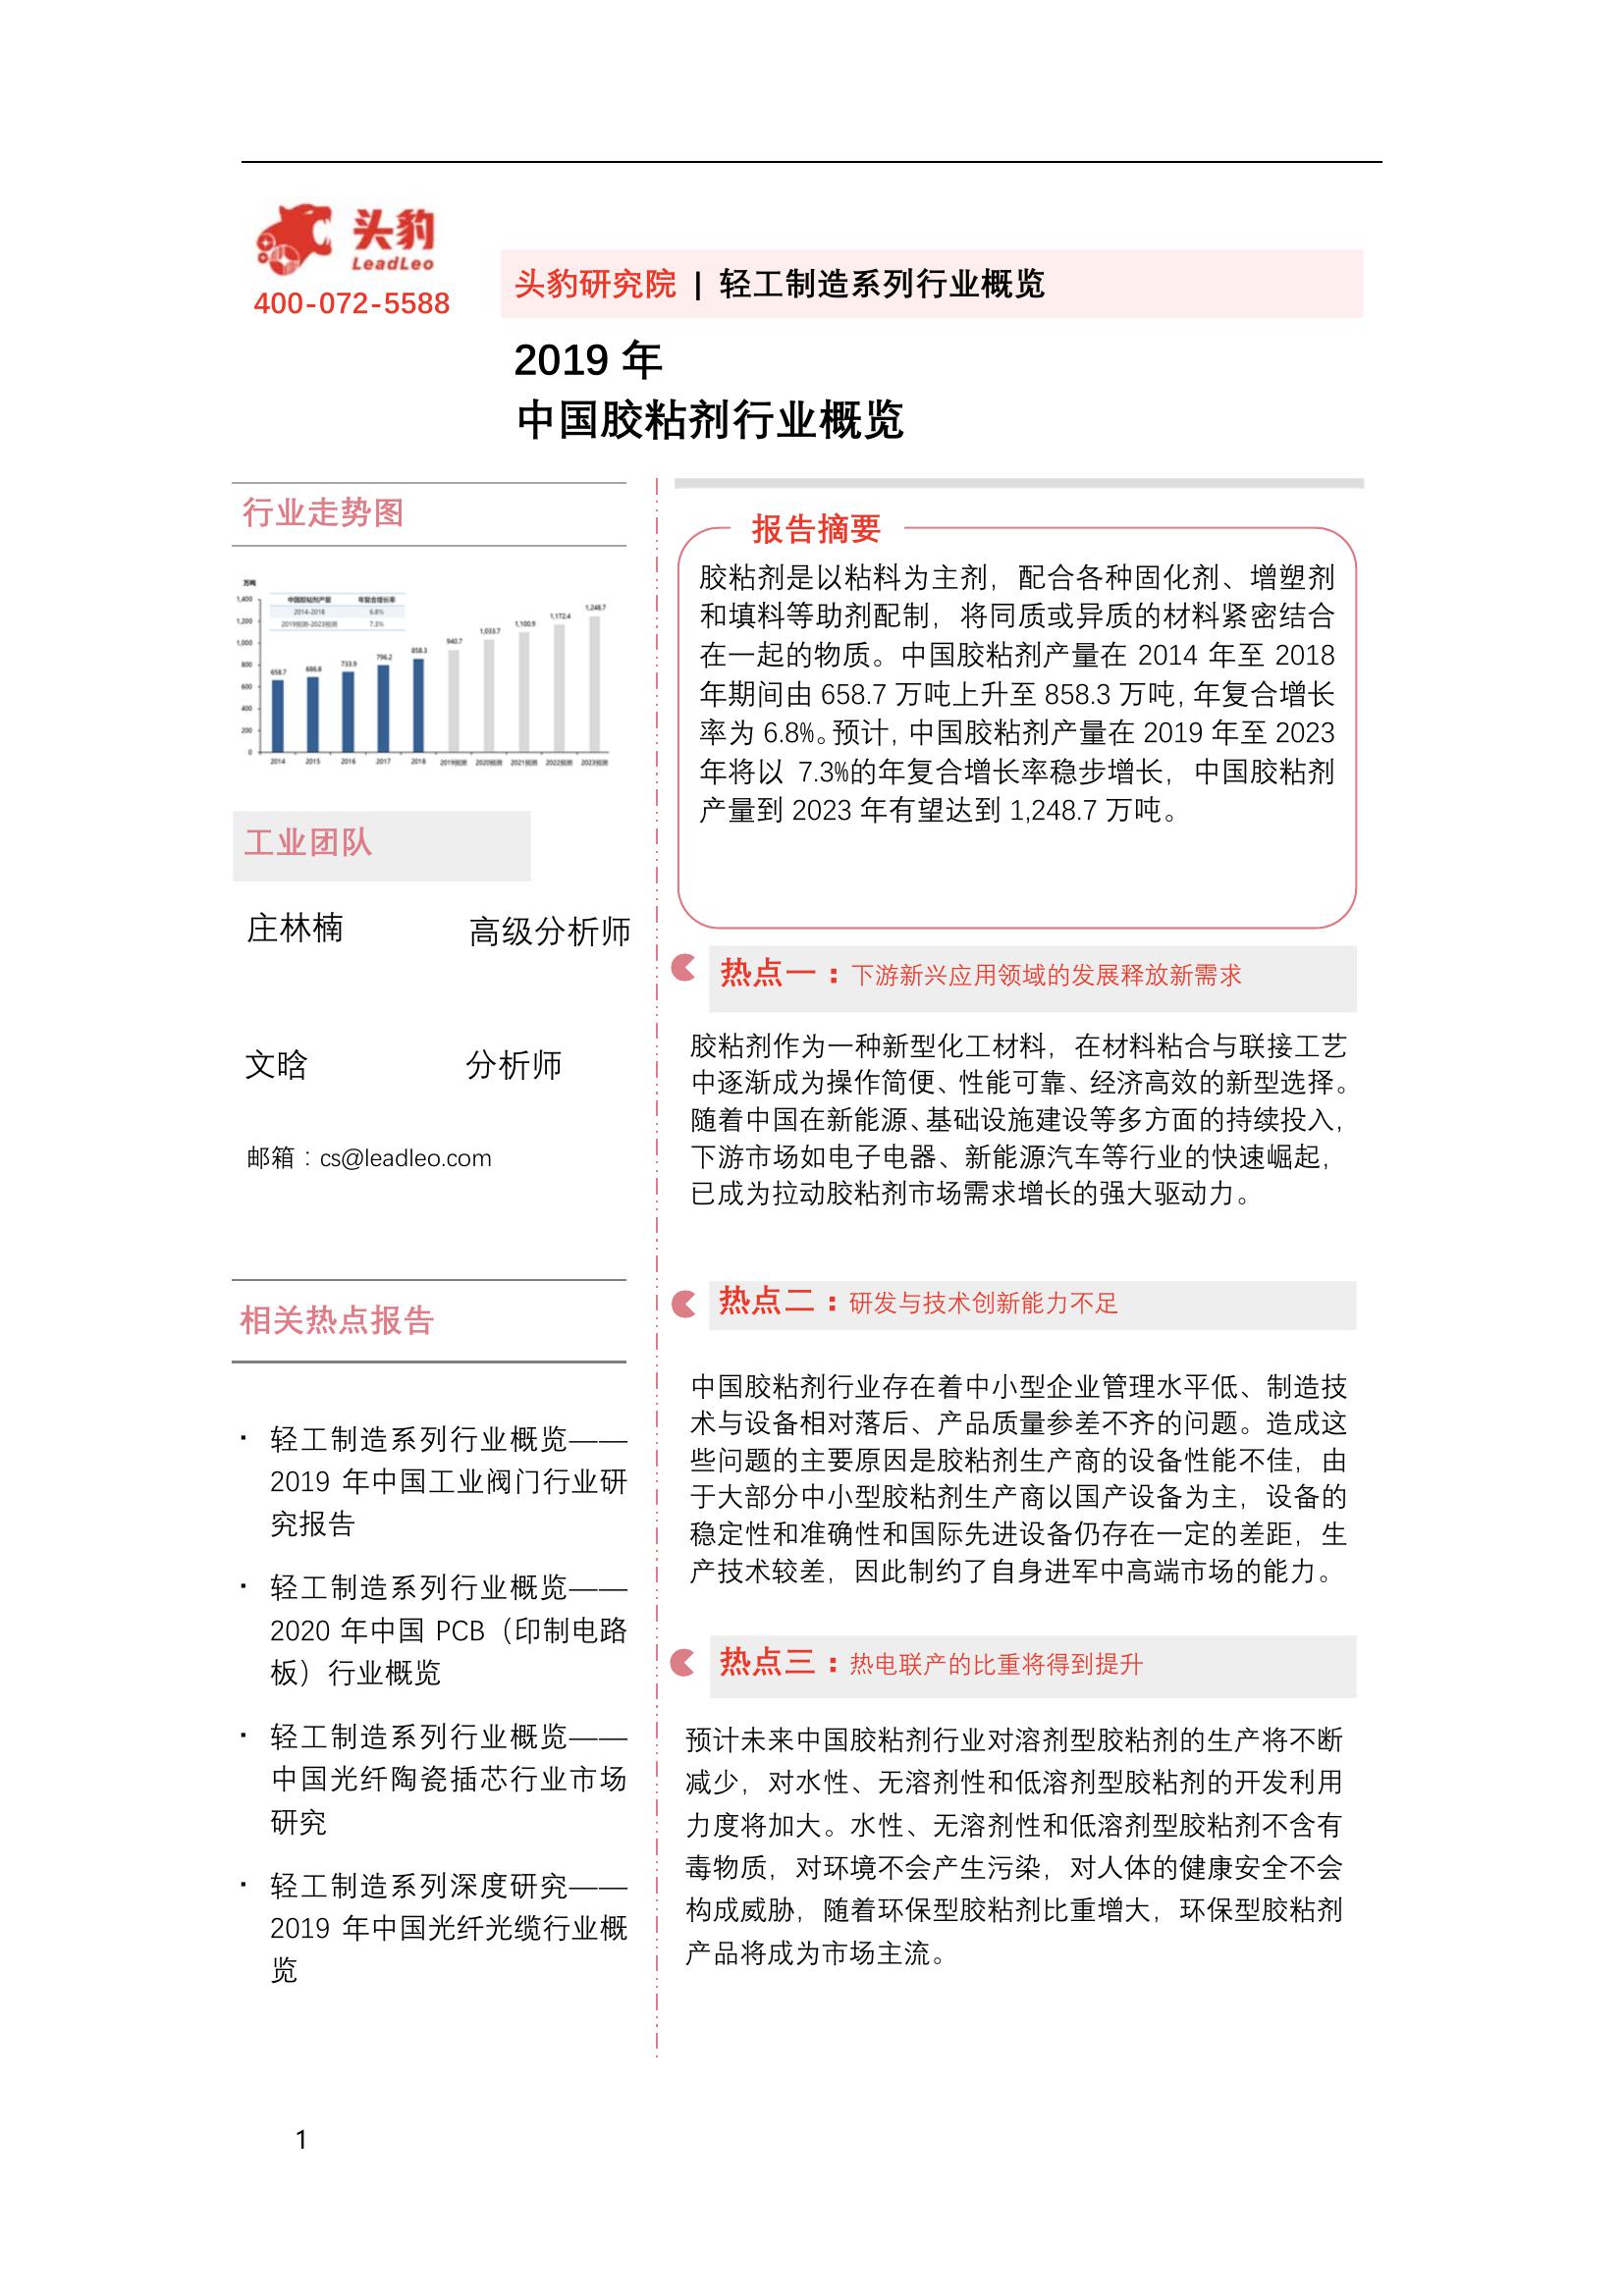 头豹
LeadLeo
400-072-5588
头豹研究院 | 轻工制造系列行业概览
2019 年
中国胶粘剂行业概览
行业走势图
万吨
中国胶粘剂产量 年复合增长率
2014-2018 6.8%
2019预测-2023预测 7.3%
1,400
1,200
1,000
800
600
400
200
0
658.7
686.8
733.9
796.2
858.3
940.7
1,033.7
1,100.9
1,172.4
1,248.7
2014 2015 2016 2017 2018 2019预测 2020预测 2021预测 2022预测 2023预测
工业团队
庄林楠 高级分析师
文晗 分析师
邮箱：cs@leadleo.com
相关热点报告
· 轻工制造系列行业概览——
2019 年中国工业阀门行业研
究报告
· 轻工制造系列行业概览——
2020 年中国 PCB（印制电路
板）行业概览
· 轻工制造系列行业概览——
中国光纤陶瓷插芯行业市场
研究
· 轻工制造系列深度研究——
2019 年中国光纤光缆行业概
览
报告摘要
胶粘剂是以粘料为主剂，配合各种固化剂、增塑剂
和填料等助剂配制，将同质或异质的材料紧密结合
在一起的物质。中国胶粘剂产量在 2014 年至 2018
年期间由 658.7 万吨上升至 858.3 万吨，年复合增长
率为 6.8%。预计，中国胶粘剂产量在 2019 年至 2023
年将以 7.3%的年复合增长率稳步增长，中国胶粘剂
产量到 2023 年有望达到 1,248.7 万吨。
热点一：下游新兴应用领域的发展释放新需求
胶粘剂作为一种新型化工材料，在材料粘合与联接工艺
中逐渐成为操作简便、性能可靠、经济高效的新型选择。
随着中国在新能源、基础设施建设等多方面的持续投入，
下游市场如电子电器、新能源汽车等行业的快速崛起，
已成为拉动胶粘剂市场需求增长的强大驱动力。
热点二：研发与技术创新能力不足
中国胶粘剂行业存在着中小型企业管理水平低、制造技
术与设备相对落后、产品质量参差不齐的问题。造成这
些问题的主要原因是胶粘剂生产商的设备性能不佳，由
于大部分中小型胶粘剂生产商以国产设备为主，设备的
稳定性和准确性和国际先进设备仍存在一定的差距，生
产技术较差，因此制约了自身进军中高端市场的能力。
热点三：热电联产的比重将得到提升
预计未来中国胶粘剂行业对溶剂型胶粘剂的生产将不断
减少，对水性、无溶剂性和低溶剂型胶粘剂的开发利用
力度将加大。水性、无溶剂性和低溶剂型胶粘剂不含有
毒物质，对环境不会产生污染，对人体的健康安全不会
构成威胁，随着环保型胶粘剂比重增大，环保型胶粘剂
产品将成为市场主流。
1